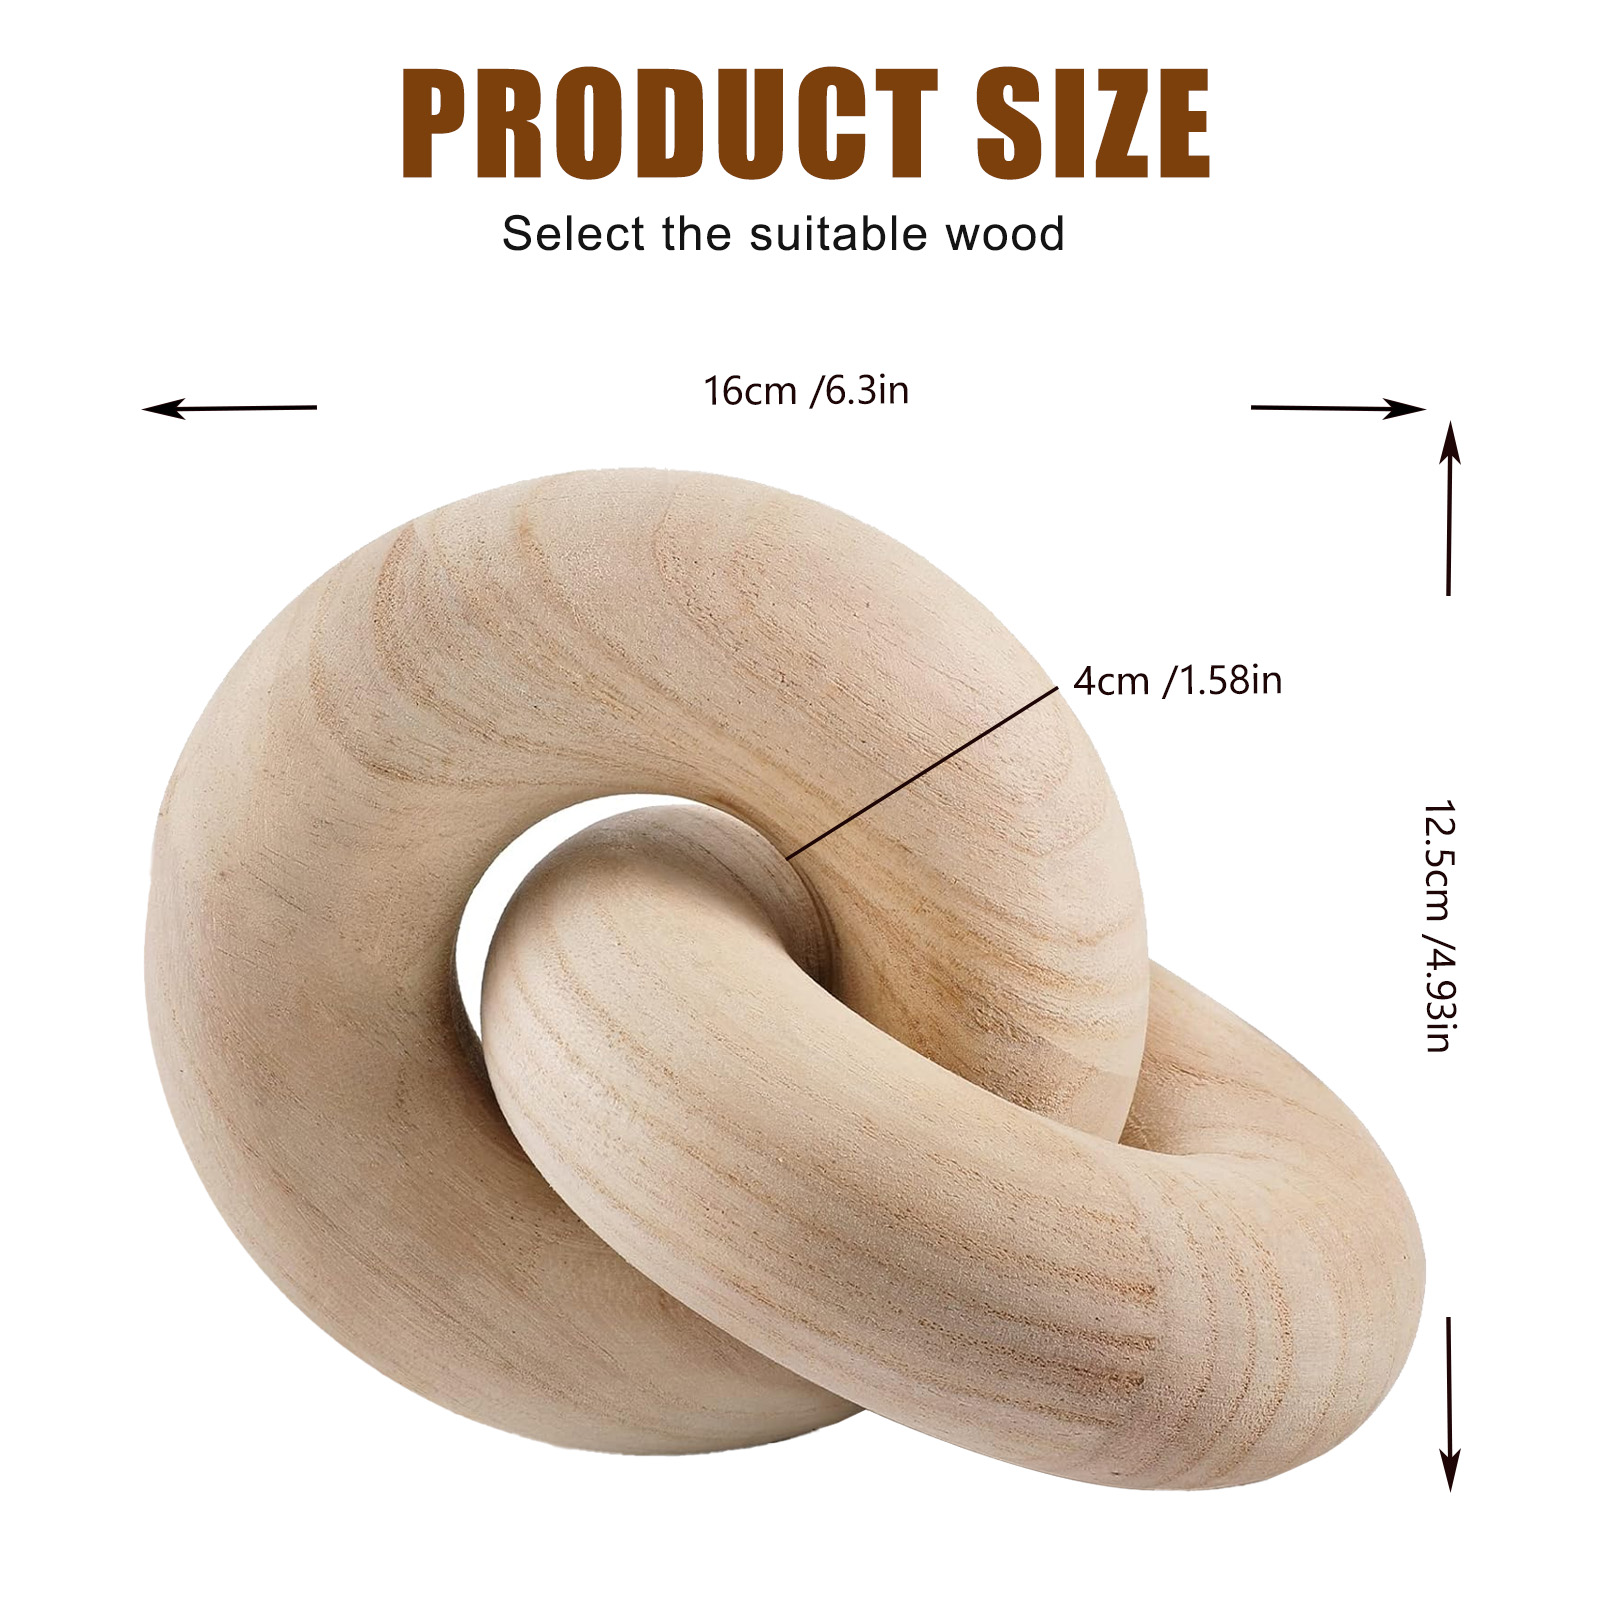 PRODUCT SIZE
Select the suitable wood
16cm /6.3in
4cm /1.58in
12.5cm /4.93in